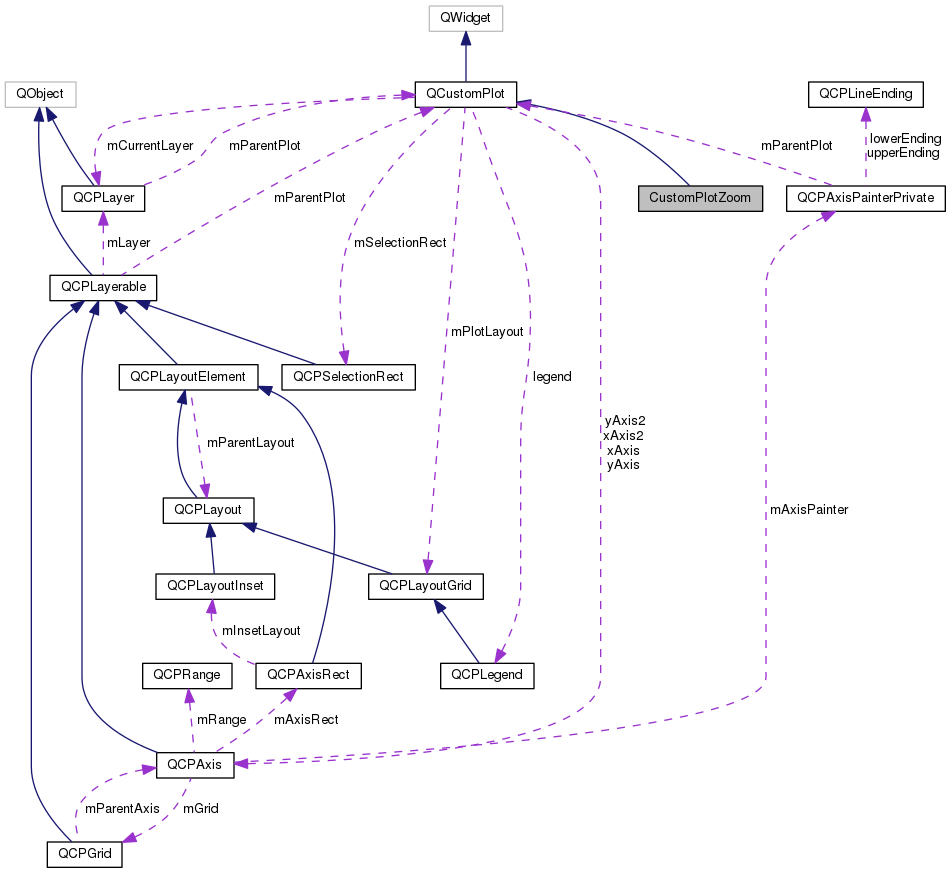 QWidget
QObject
QCustomPlot
QCPLineEnding
mCurrentLayer
mParentPlot
mParentPlot
lowerEnding
upperEnding
QCPLayer
mParentPlot
CustomPlotZoom
QCPAxisPainterPrivate
mLayer
mSelectionRect
QCPLayerable
mPlotLayout
QCPLayoutElement
QCPSelectionRect
legend
yAxis2
xAxis2
xAxis
yAxis
mParentLayout
QCPLayout
mAxisPainter
QCPLayoutInset
QCPLayoutGrid
mInsetLayout
QCPRange
QCPAxisRect
QCPLegend
mRange
mAxisRect
QCPAxis
mParentAxis
mGrid
QCPGrid